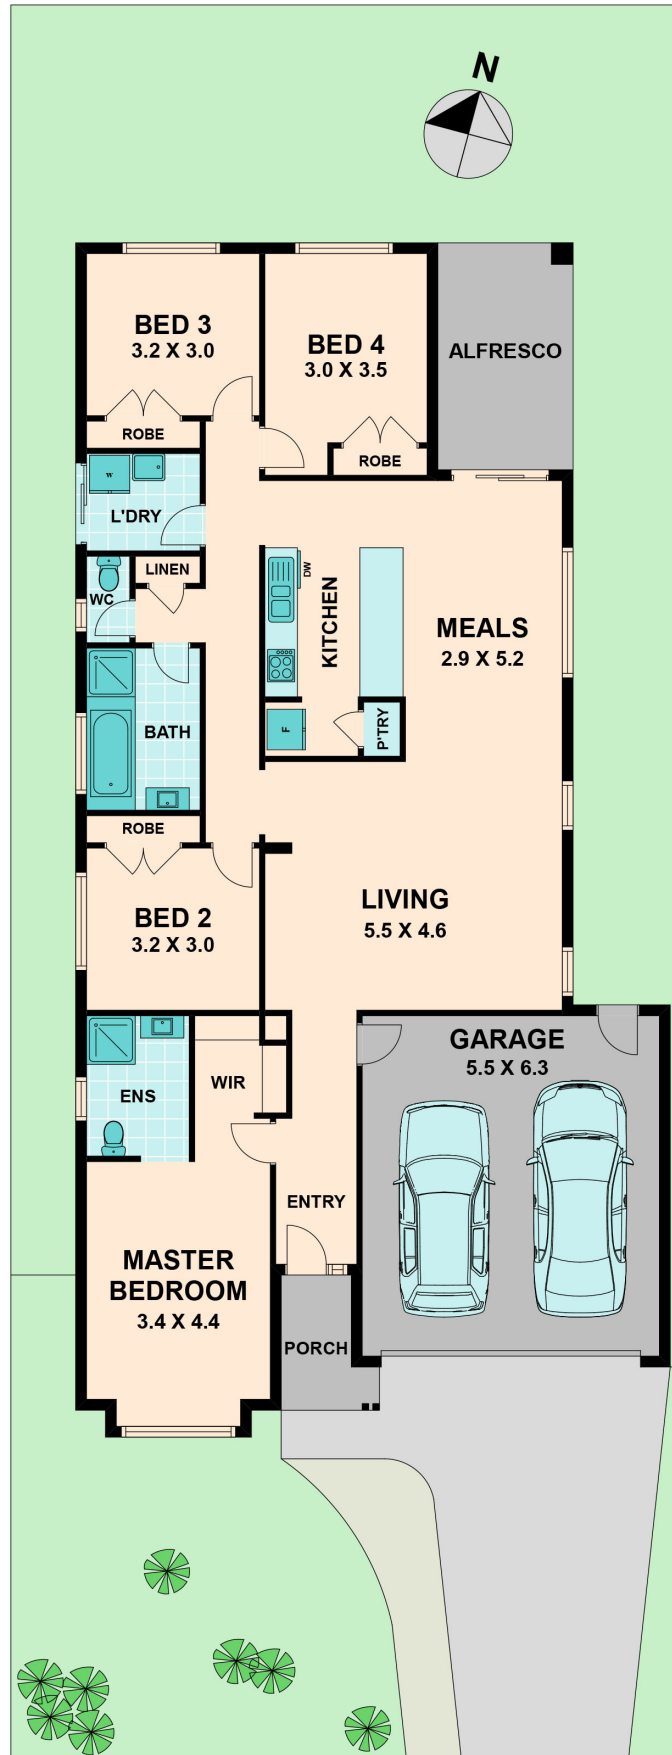 N
BED 3
3.2 X 3.0
BED 4
3.0 X 3.5
ALFRESCO
ROBE
ROBE
W
L'DRY
LINEN
WC
DW
KITCHEN
MEALS
2.9 X 5.2
BATH
F
P'TRY
ROBE
LIVING
5.5 X 4.6
BED 2
3.2 X 3.0
GARAGE
5.5 X 6.3
ENS
WIR
ENTRY
MASTER
BEDROOM
3.4 X 4.4
PORCH